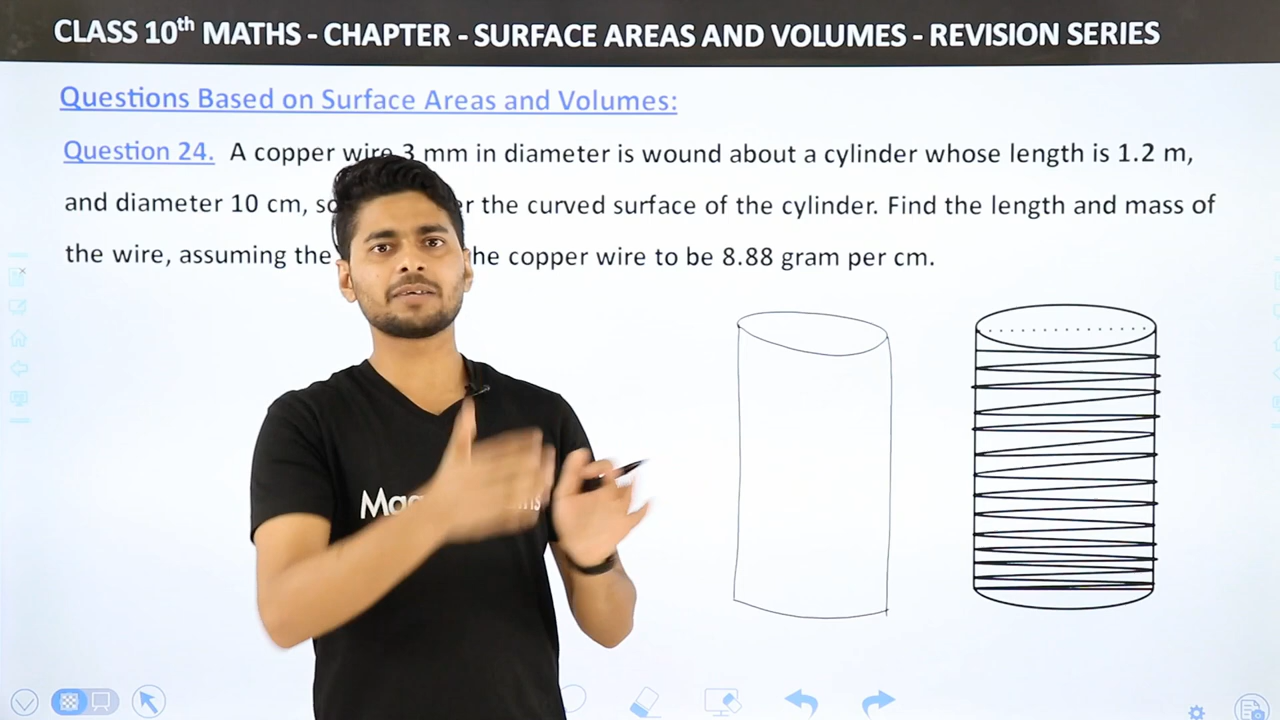 CLASS 10th MATHS - CHAPTER - SURFACE AREAS AND VOLUMES - REVISION SERIES
Questions Based on Surface Areas and Volumes:
Question 24. A copper wire 3 mm in diameter is wound about a cylinder whose length is 1.2 m,
and diameter 10 cm, the curved surface of the cylinder. Find the length and mass of
the wire, assuming the the copper wire to be 8.88 gram per cm.